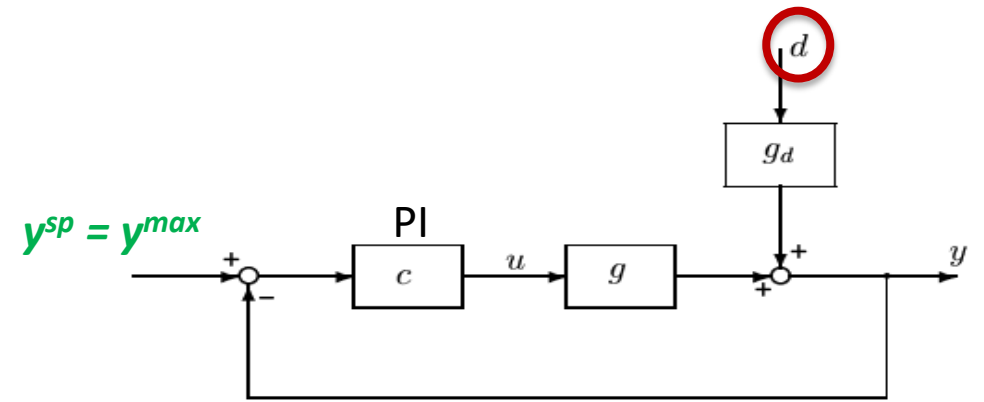 d
g_d
PI
y^sp = y^max
+
c
u
g
+
y
−
+